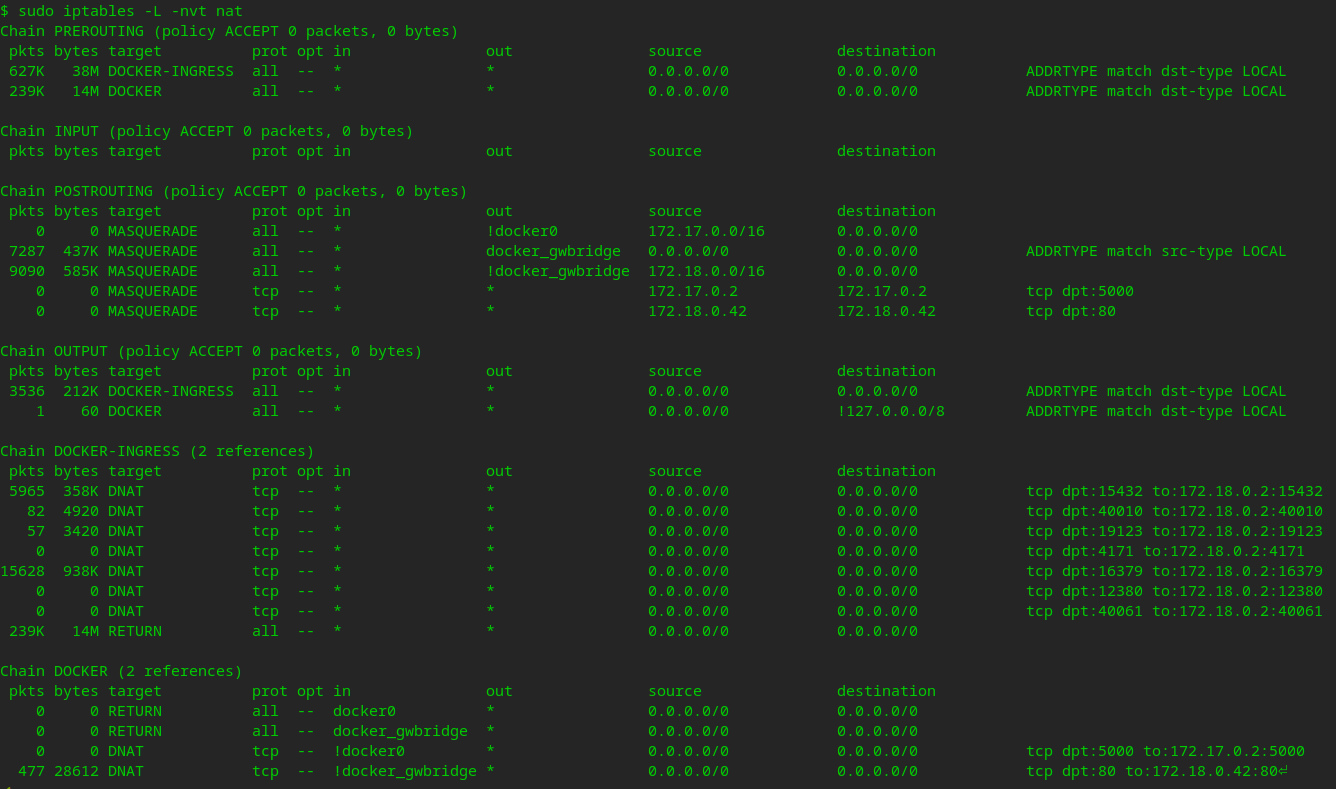 $ sudo iptables -L -nvt nat
Chain PREROUTING (policy ACCEPT 0 packets, 0 bytes)
 pkts bytes target     prot opt in     out     source               destination
 627K   38M DOCKER-INGRESS  all  --  *      *       0.0.0.0/0            0.0.0.0/0            ADDRTYPE match dst-type LOCAL
 239K   14M DOCKER     all  --  *      *       0.0.0.0/0            0.0.0.0/0            ADDRTYPE match dst-type LOCAL

Chain INPUT (policy ACCEPT 0 packets, 0 bytes)
 pkts bytes target     prot opt in     out     source               destination

Chain POSTROUTING (policy ACCEPT 0 packets, 0 bytes)
 pkts bytes target     prot opt in     out     source               destination
    0     0 MASQUERADE  all  --  *      !docker0  172.17.0.0/16        0.0.0.0/0
 7287  437K MASQUERADE  all  --  *      docker_gwbridge  0.0.0.0/0            0.0.0.0/0            ADDRTYPE match src-type LOCAL
 9090  585K MASQUERADE  all  --  *      !docker_gwbridge  172.18.0.0/16        0.0.0.0/0
    0     0 MASQUERADE  tcp  --  *      *       172.17.0.2           172.17.0.2           tcp dpt:5000
    0     0 MASQUERADE  tcp  --  *      *       172.18.0.42          172.18.0.42          tcp dpt:80

Chain OUTPUT (policy ACCEPT 0 packets, 0 bytes)
 pkts bytes target     prot opt in     out     source               destination
 3536  212K DOCKER-INGRESS  all  --  *      *       0.0.0.0/0            0.0.0.0/0            ADDRTYPE match dst-type LOCAL
    1    60 DOCKER     all  --  *      *       0.0.0.0/0           !127.0.0.0/8          ADDRTYPE match dst-type LOCAL

Chain DOCKER-INGRESS (2 references)
 pkts bytes target     prot opt in     out     source               destination
 5965  358K DNAT       tcp  --  *      *       0.0.0.0/0            0.0.0.0/0            tcp dpt:15432 to:172.18.0.2:15432
   82  4920 DNAT       tcp  --  *      *       0.0.0.0/0            0.0.0.0/0            tcp dpt:40010 to:172.18.0.2:40010
   57  3420 DNAT       tcp  --  *      *       0.0.0.0/0            0.0.0.0/0            tcp dpt:19123 to:172.18.0.2:19123
    0     0 DNAT       tcp  --  *      *       0.0.0.0/0            0.0.0.0/0            tcp dpt:4171 to:172.18.0.2:4171
15628  938K DNAT       tcp  --  *      *       0.0.0.0/0            0.0.0.0/0            tcp dpt:16379 to:172.18.0.2:16379
    0     0 DNAT       tcp  --  *      *       0.0.0.0/0            0.0.0.0/0            tcp dpt:12380 to:172.18.0.2:12380
    0     0 DNAT       tcp  --  *      *       0.0.0.0/0            0.0.0.0/0            tcp dpt:40061 to:172.18.0.2:40061
 239K   14M RETURN     all  --  *      *       0.0.0.0/0            0.0.0.0/0

Chain DOCKER (2 references)
 pkts bytes target     prot opt in     out     source               destination
    0     0 RETURN     all  --  docker0 *       0.0.0.0/0            0.0.0.0/0
    0     0 RETURN     all  --  docker_gwbridge *       0.0.0.0/0            0.0.0.0/0
    0     0 DNAT       tcp  --  !docker0 *       0.0.0.0/0            0.0.0.0/0            tcp dpt:5000 to:172.17.0.2:5000
  477 28612 DNAT       tcp  --  !docker_gwbridge *       0.0.0.0/0            0.0.0.0/0            tcp dpt:80 to:172.18.0.42:80⏎